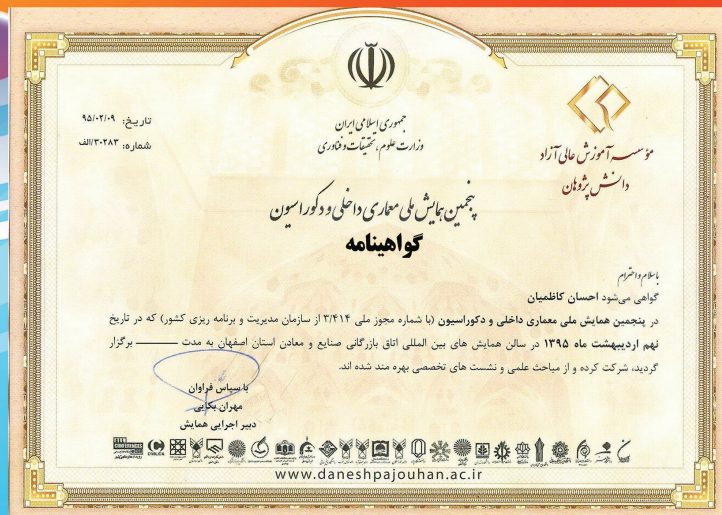 تاریخ: ۹۵/۰۲/۰۹
شماره: ۳۰۲۸۳/الف
جمهوری اسلامی ایران
وزارت علوم، تحقیقات و فناوری
مؤسسه آموزش عالی آزاد
دانش پژوهان
پنجمین همایش ملی معماری داخلی و دکوراسیون
گواهینامه
باسلام واحترام
گواهی می‌شود احسان کاظمیان
در پنجمین همایش ملی معماری داخلی و دکوراسیون (با شماره مجوز ملی ۳/۴۱۴ از سازمان مدیریت و برنامه ریزی کشور) که در تاریخ
نهم اردیبهشت ماه ۱۳۹۵ در سالن همایش های بین المللی اتاق بازرگانی صنایع و معادن استان اصفهان به مدت ——— برگزار
گردید، شرکت کرده و از مباحث علمی و نشست های تخصصی بهره مند شده اند.
با سپاس فراوان
مهران بکایی
دبیر اجرایی همایش
CIVILICA
www.daneshpajouhan.ac.ir